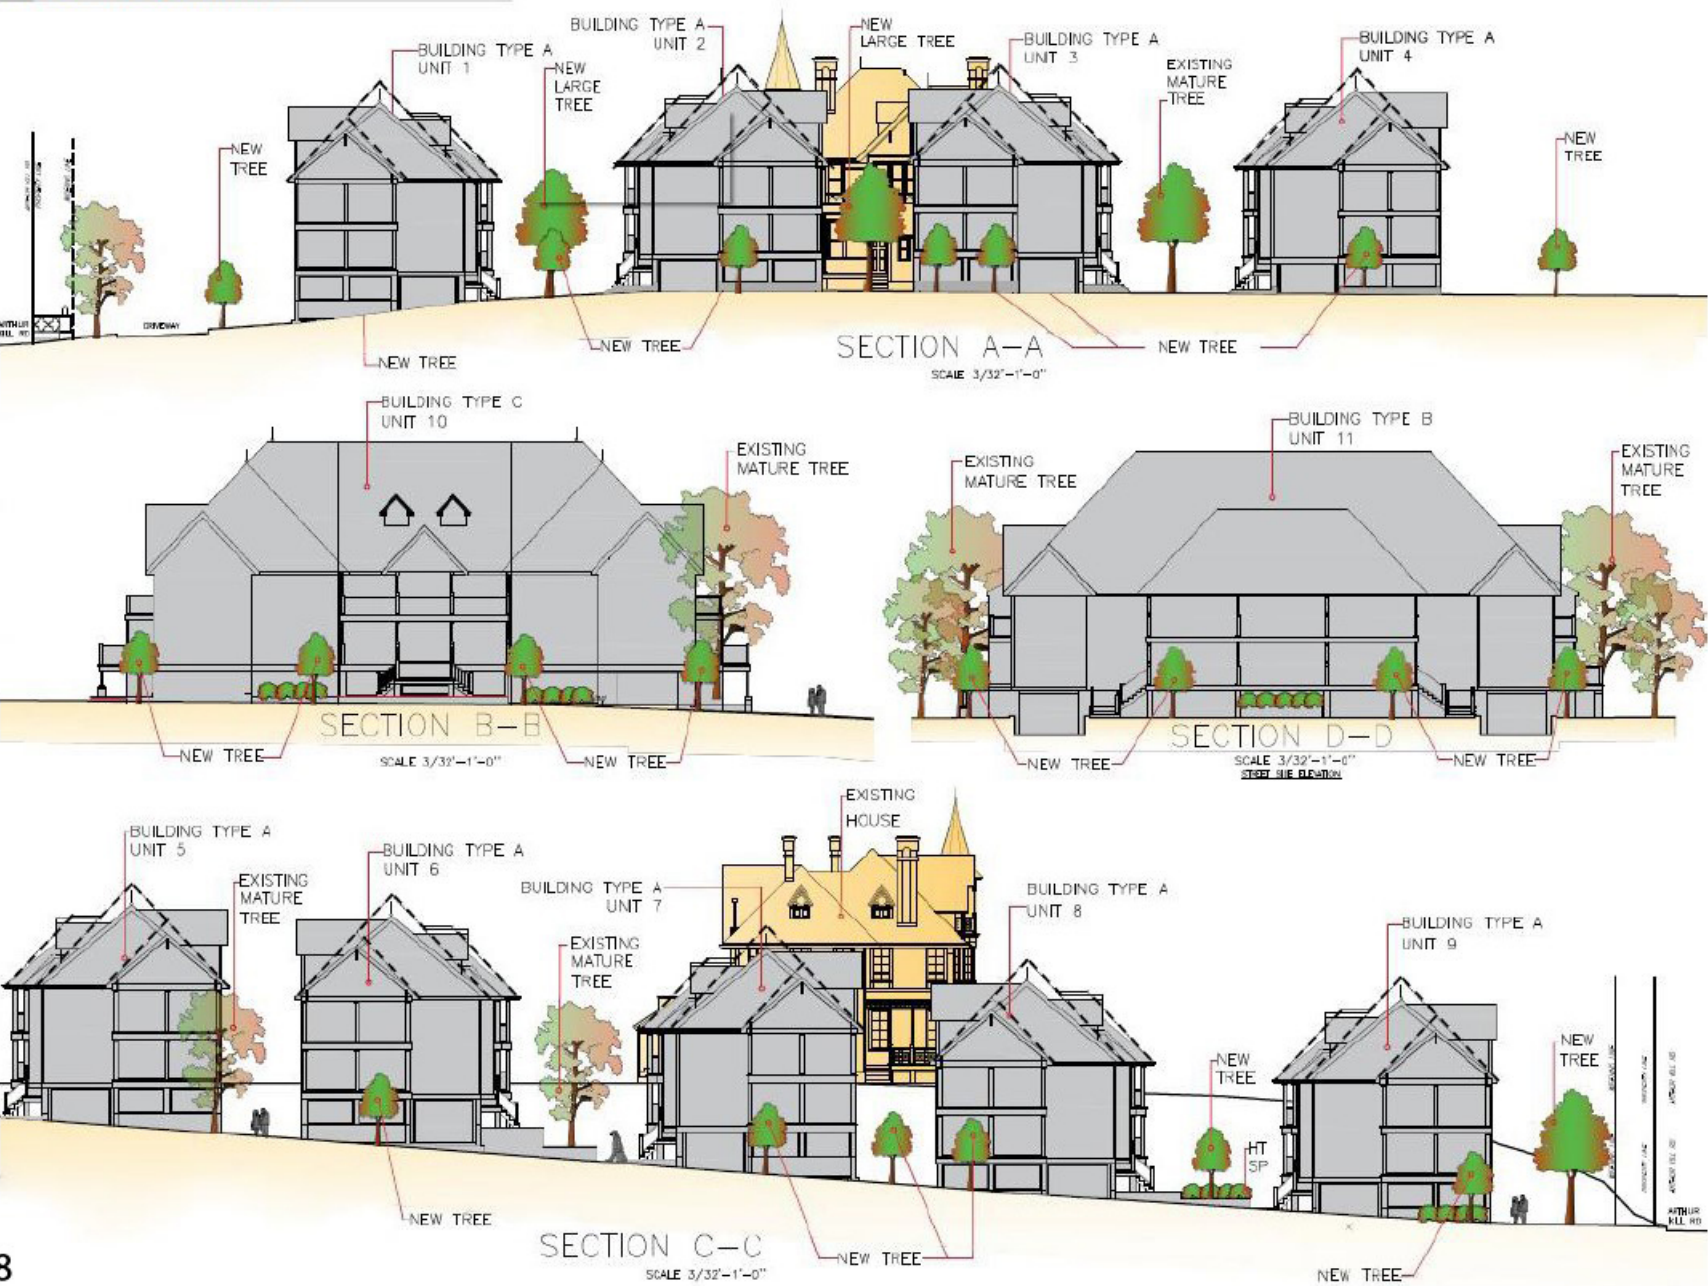 BUILDING TYPE A
UNIT 1
NEW
LARGE
TREE
BUILDING TYPE A
UNIT 2
NEW
LARGE TREE
BUILDING TYPE A
UNIT 3
EXISTING
MATURE
TREE
BUILDING TYPE A
UNIT 4
NEW
TREE
NEW
TREE
ARTHUR
KILL RD
DRIVEWAY
NEW TREE
NEW TREE
NEW TREE
SECTION A-A
SCALE 3/32"-1'-0"
BUILDING TYPE C
UNIT 10
EXISTING
MATURE TREE
NEW TREE
NEW TREE
SECTION B-B
SCALE 3/32"-1'-0"
EXISTING
MATURE TREE
BUILDING TYPE B
UNIT 11
EXISTING
MATURE
TREE
NEW TREE
NEW TREE
SECTION D-D
SCALE 3/32"-1'-0"
STREET SIDE ELEVATION
BUILDING TYPE A
UNIT 5
EXISTING
MATURE
TREE
BUILDING TYPE A
UNIT 6
BUILDING TYPE A
UNIT 7
EXISTING
MATURE
TREE
EXISTING
HOUSE
BUILDING TYPE A
UNIT 8
BUILDING TYPE A
UNIT 9
NEW
TREE
HT
SP
NEW
TREE
ARTHUR
KILL RD
NEW TREE
NEW TREE
NEW TREE
SECTION C-C
SCALE 3/32"-1'-0"
8